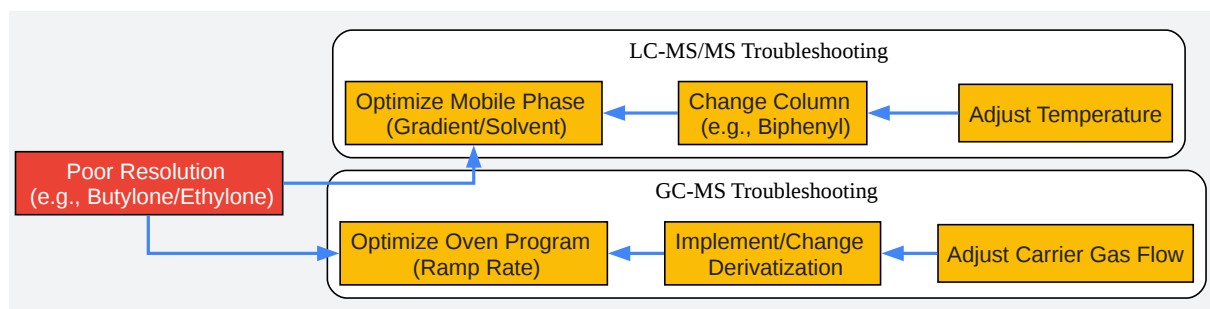 LC-MS/MS Troubleshooting
Optimize Mobile Phase
(Gradient/Solvent)
Change Column
(e.g., Biphenyl)
Adjust Temperature
Poor Resolution
(e.g., Butylone/Ethylone)
GC-MS Troubleshooting
Optimize Oven Program
(Ramp Rate)
Implement/Change
Derivatization
Adjust Carrier Gas Flow